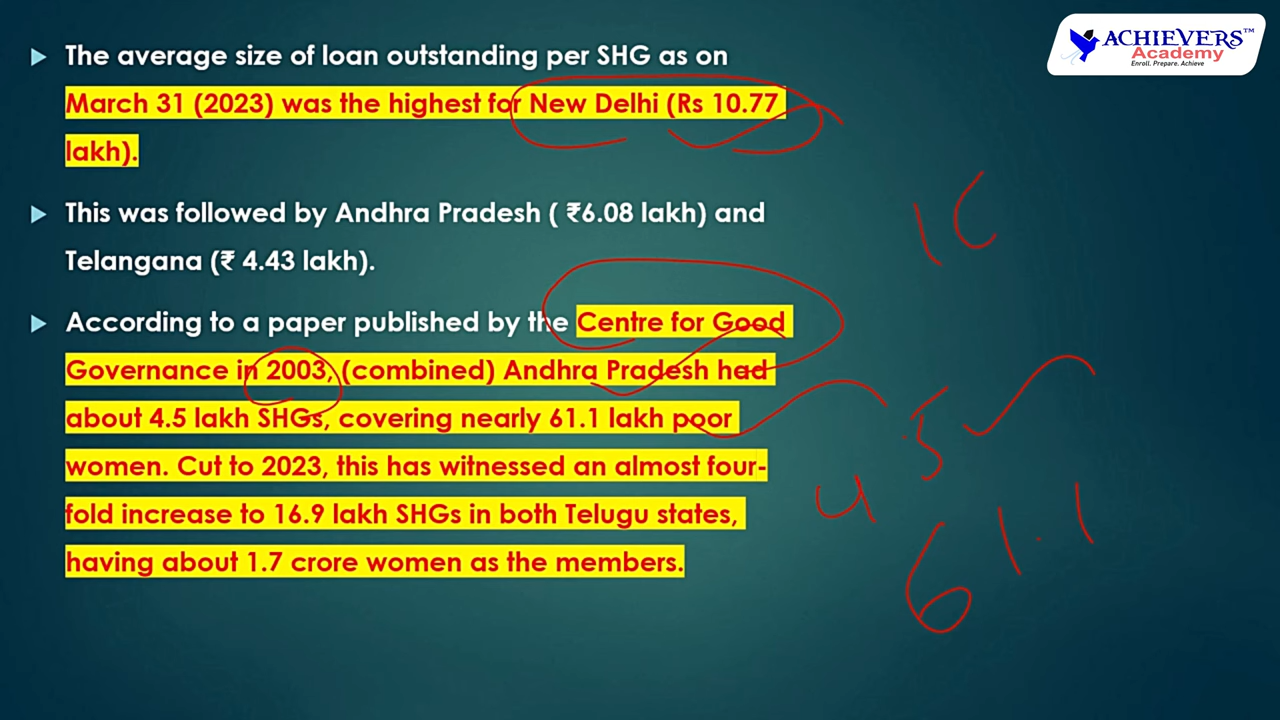 ACHIEVERS™
Academy
Enroll. Prepare. Achieve
The average size of loan outstanding per SHG as on
March 31 (2023) was the highest for New Delhi (Rs 10.77
lakh).
This was followed by Andhra Pradesh ( ₹6.08 lakh) and
Telangana (₹ 4.43 lakh).
According to a paper published by the Centre for Good
Governance in 2003, (combined) Andhra Pradesh had
about 4.5 lakh SHGs, covering nearly 61.1 lakh poor
women. Cut to 2023, this has witnessed an almost four-
fold increase to 16.9 lakh SHGs in both Telugu states,
having about 1.7 crore women as the members.
4.5
61.1